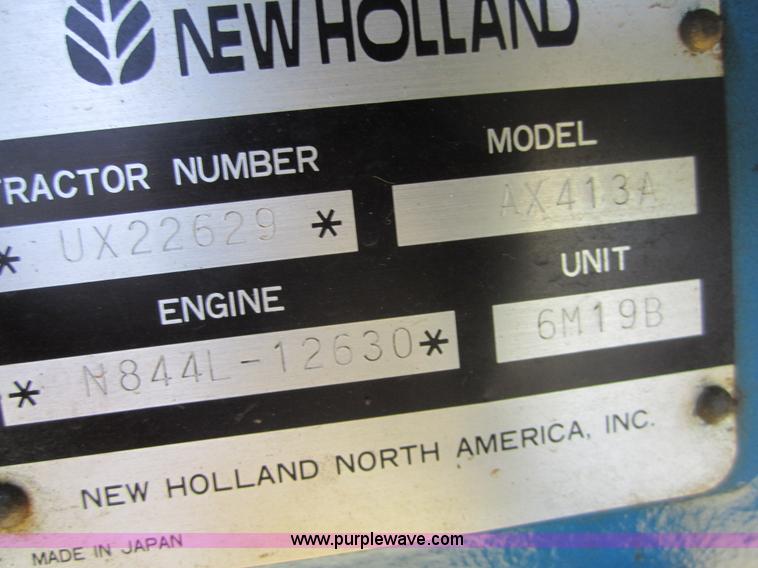 NEW HOLLAND
TRACTOR NUMBER MODEL
* UX22629 * AX413A
ENGINE UNIT
* N844L-12630* 6M19B
NEW HOLLAND NORTH AMERICA, INC.
MADE IN JAPAN
www.purplewave.com